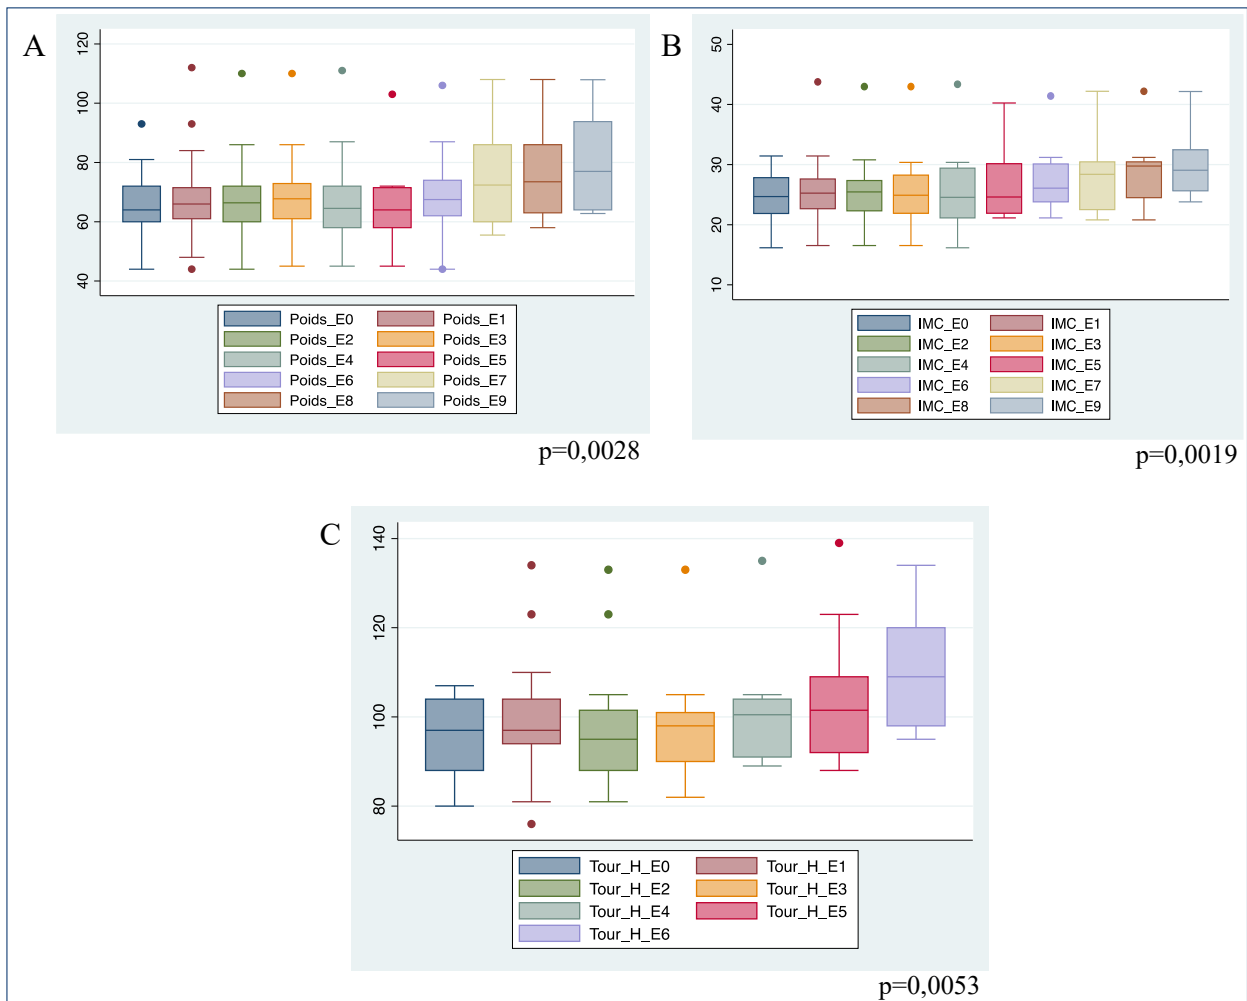 A
120
100
80
60
40
Poids_E0 Poids_E1
Poids_E2 Poids_E3
Poids_E4 Poids_E5
Poids_E6 Poids_E7
Poids_E8 Poids_E9
p=0,0028
B
50
40
30
20
10
IMC_E0 IMC_E1
IMC_E2 IMC_E3
IMC_E4 IMC_E5
IMC_E6 IMC_E7
IMC_E8 IMC_E9
p=0,0019
C
140
120
100
80
Tour_H_E0 Tour_H_E1
Tour_H_E2 Tour_H_E3
Tour_H_E4 Tour_H_E5
Tour_H_E6
p=0,0053